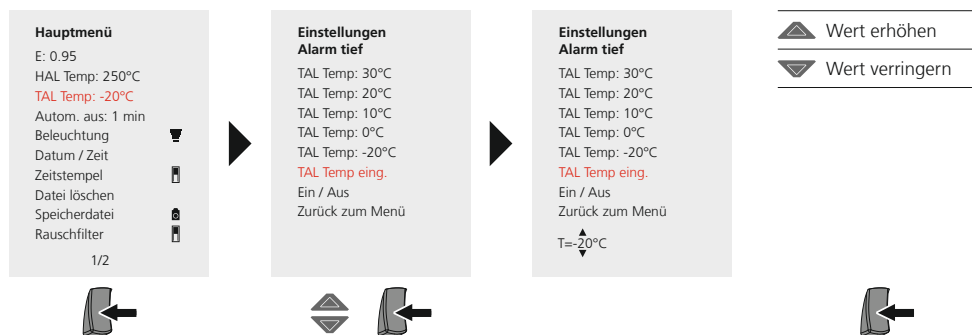 Hauptmenü
E: 0.95
HAL Temp: 250°C
TAL Temp: -20°C
Autom. aus: 1 min
Beleuchtung
Datum / Zeit
Zeitstempel
Datei löschen
Speicherdatei
Rauschfilter
1/2
Einstellungen
Alarm tief
TAL Temp: 30°C
TAL Temp: 20°C
TAL Temp: 10°C
TAL Temp: 0°C
TAL Temp: -20°C
TAL Temp eing.
Ein / Aus
Zurück zum Menü
Einstellungen
Alarm tief
TAL Temp: 30°C
TAL Temp: 20°C
TAL Temp: 10°C
TAL Temp: 0°C
TAL Temp: -20°C
TAL Temp eing.
Ein / Aus
Zurück zum Menü
T=-20°C
Wert erhöhen
Wert verringern